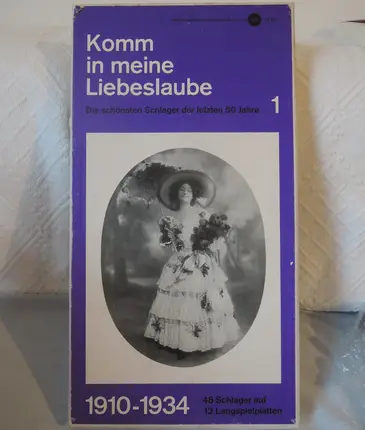 Komm
in meine
Liebeslaube
Die schönsten Schlager der letzten 50 Jahre
1
1910-1934
48 Schlager auf
12 Langspielplatten